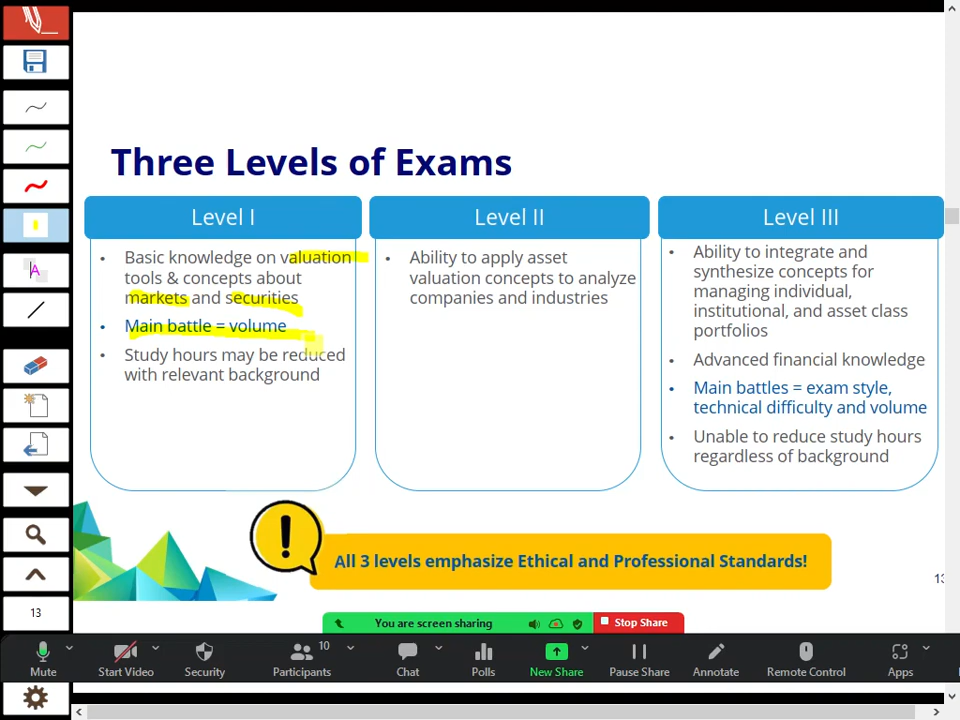 Three Levels of Exams
Level I
• Basic knowledge on valuation
tools & concepts about
markets and securities
• Main battle = volume
• Study hours may be reduced
with relevant background
Level II
• Ability to apply asset
valuation concepts to analyze
companies and industries
Level III
• Ability to integrate and
synthesize concepts for
managing individual,
institutional, and asset class
portfolios
• Advanced financial knowledge
• Main battles = exam style,
technical difficulty and volume
• Unable to reduce study hours
regardless of background
!
All 3 levels emphasize Ethical and Professional Standards!
13
A
13
You are screen sharing
Stop Share
Mute
Start Video
Security
10
Participants
Chat
Polls
New Share
Pause Share
Annotate
Remote Control
Apps